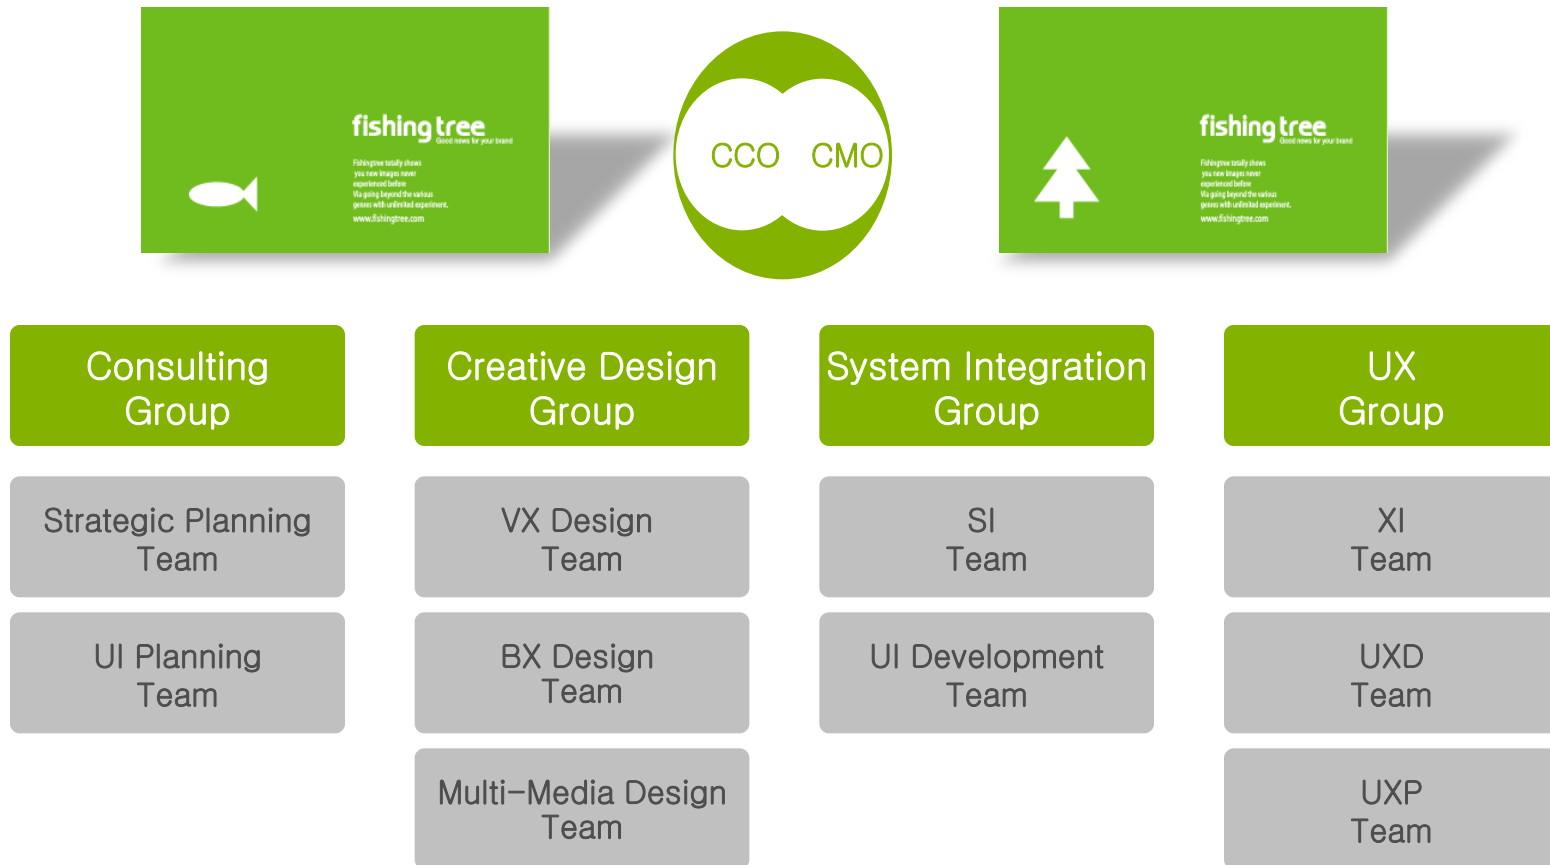 fishing tree
Good news for your brand
Fishingtree totally shows
you new images never
experienced before
Via going beyond the various
genres with unlimited experiment.
www.fishingtree.com
CCO CMO
fishing tree
Good news for your brand
Fishingtree totally shows
you new images never
experienced before
Via going beyond the various
genres with unlimited experiment.
www.fishingtree.com
Consulting
Group
Creative Design
Group
System Integration
Group
UX
Group
Strategic Planning
Team
VX Design
Team
SI
Team
XI
Team
UI Planning
Team
BX Design
Team
UI Development
Team
UXD
Team
Multi-Media Design
Team
UXP
Team